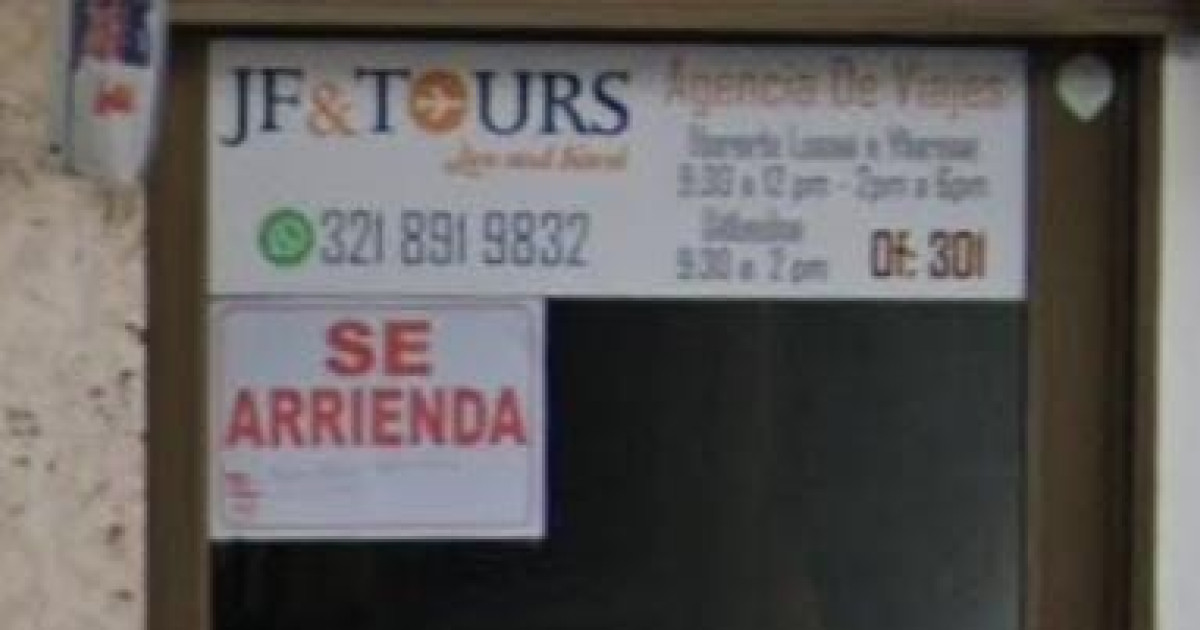 JF&TOURS
321 891 9832
Agencia De Viajes
Horario Lunes a Viernes
9:30 a 12 pm - 2pm a 6pm
Sábados
9:30 a 2 pm
Of: 301
SE
ARRIENDA